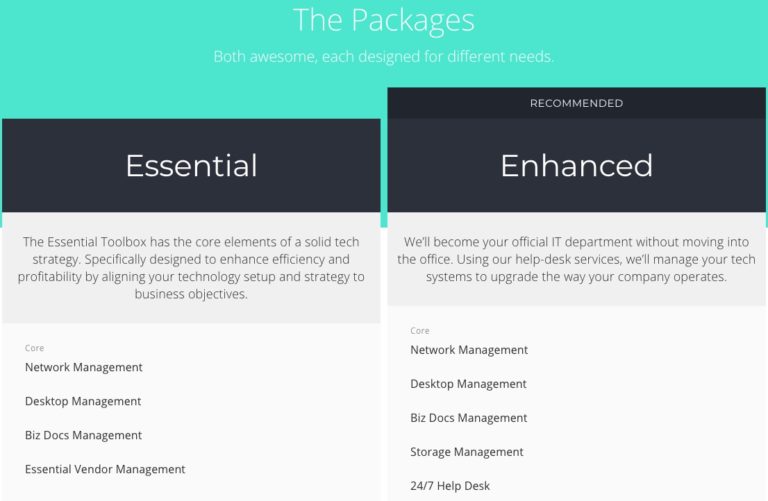 The Packages
Both awesome, each designed for different needs.
Essential
The Essential Toolbox has the core elements of a solid tech
strategy. Specifically designed to enhance efficiency and
profitability by aligning your technology setup and strategy to
business objectives.
Core
Network Management
Desktop Management
Biz Docs Management
Essential Vendor Management
RECOMMENDED
Enhanced
We’ll become your official IT department without moving into
the office. Using our help-desk services, we’ll manage your tech
systems to upgrade the way your company operates.
Core
Network Management
Desktop Management
Biz Docs Management
Storage Management
24/7 Help Desk